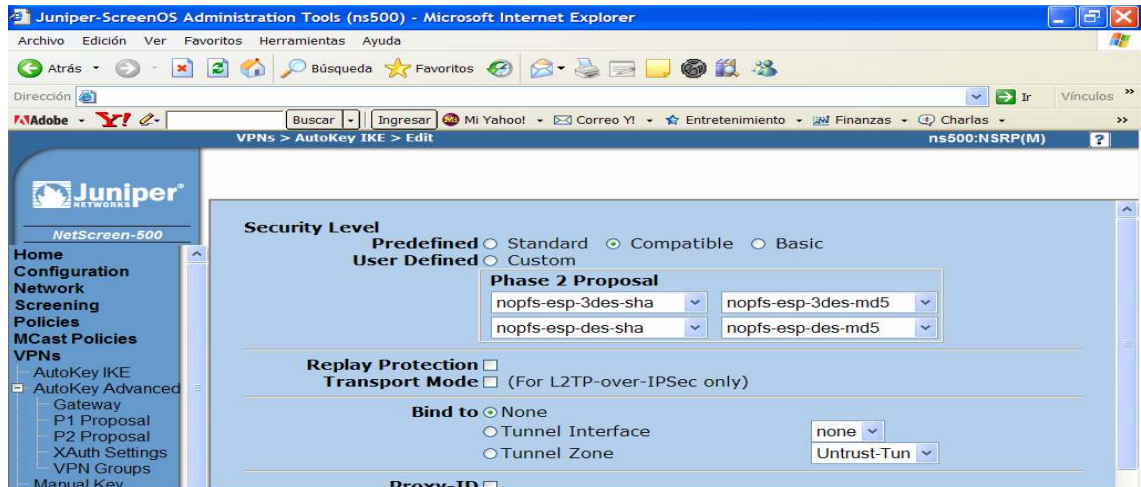 Juniper-ScreenOS Administration Tools (ns500) - Microsoft Internet Explorer
Archivo Edición Ver Favoritos Herramientas Ayuda
Atrás Búsqueda Favoritos
Dirección Ir Vínculos »
Adobe Y! Buscar Ingresar Mi Yahoo! Correo Y! Entretenimiento Finanzas Charlas »
VPNs > AutoKey IKE > Edit ns500:NSRP(M) ?
Juniper®
NETWORKS
NetScreen-500
Home
Configuration
Network
Screening
Policies
MCast Policies
VPNs
AutoKey IKE
AutoKey Advanced
Gateway
P1 Proposal
P2 Proposal
XAuth Settings
VPN Groups
Manual Key
Security Level
Predefined Standard Compatible Basic
User Defined Custom
Phase 2 Proposal
nopfs-esp-3des-sha nopfs-esp-3des-md5
nopfs-esp-des-sha nopfs-esp-des-md5
Replay Protection
Transport Mode (For L2TP-over-IPSec only)
Bind to None
Tunnel Interface none
Tunnel Zone Untrust-Tun
Proxy-ID